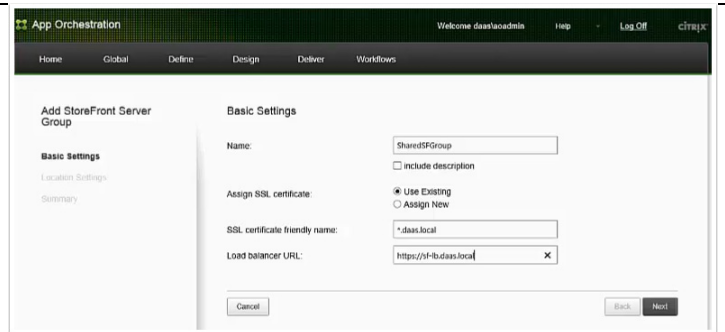 App Orchestration
Welcome daas\aoadmin Help Log Off CITRIX
Home Global Define Design Deliver Workflows
Add StoreFront Server
Group
Basic Settings
Location Settings
Summary
Basic Settings
Name: SharedSFGroup
include description
Assign SSL certificate: Use Existing
Assign New
SSL certificate friendly name: *.daas.local
Load balancer URL: https://sf-lb.daas.local
Cancel Back Next